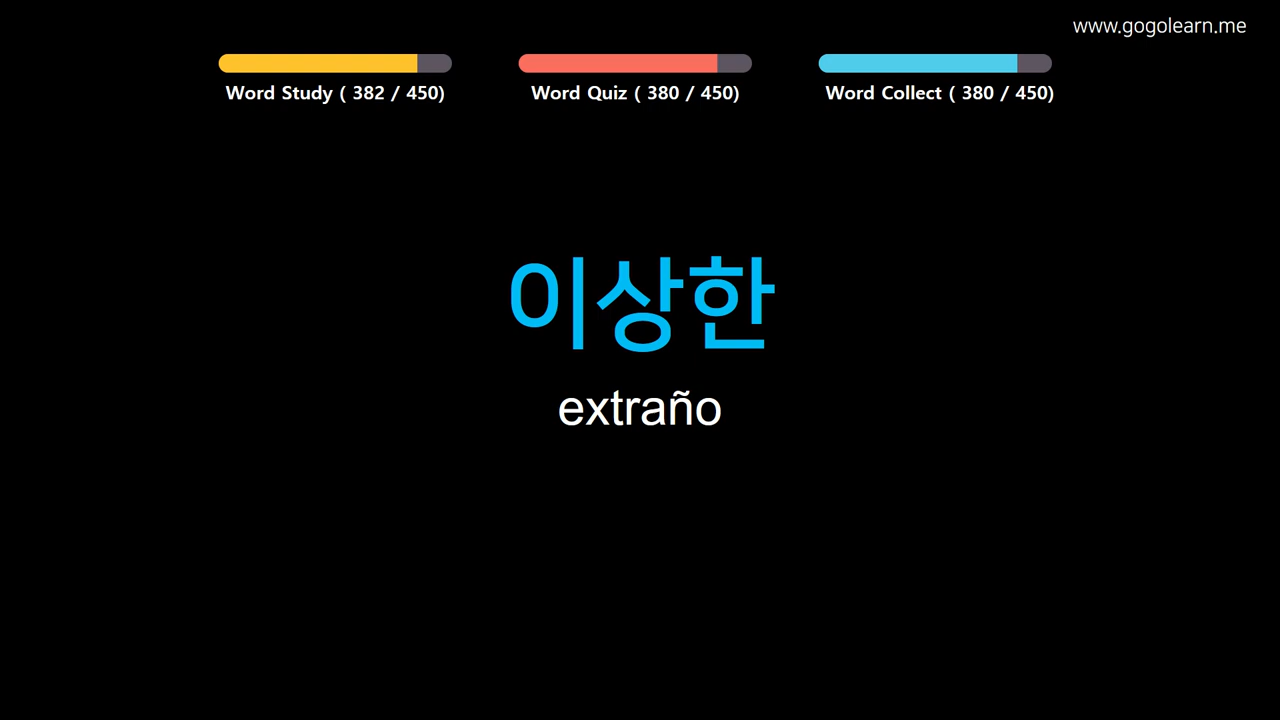 www.gogolearn.me
Word Study ( 382 / 450)
Word Quiz ( 380 / 450)
Word Collect ( 380 / 450)
이상한
extraño